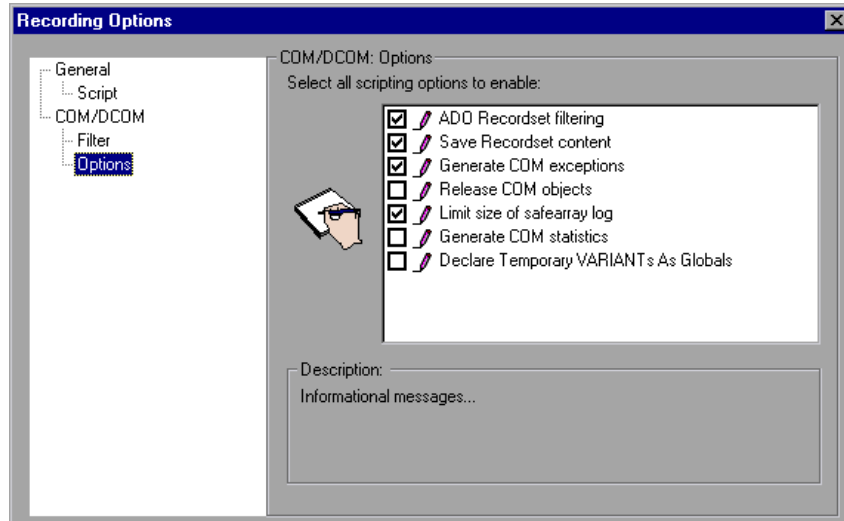 Recording Options
General
Script
COM/DCOM
Filter
Options
COM/DCOM: Options
Select all scripting options to enable:
ADO Recordset filtering
Save Recordset content
Generate COM exceptions
Release COM objects
Limit size of safearray log
Generate COM statistics
Declare Temporary VARIANTs As Globals
Description:
Informational messages...